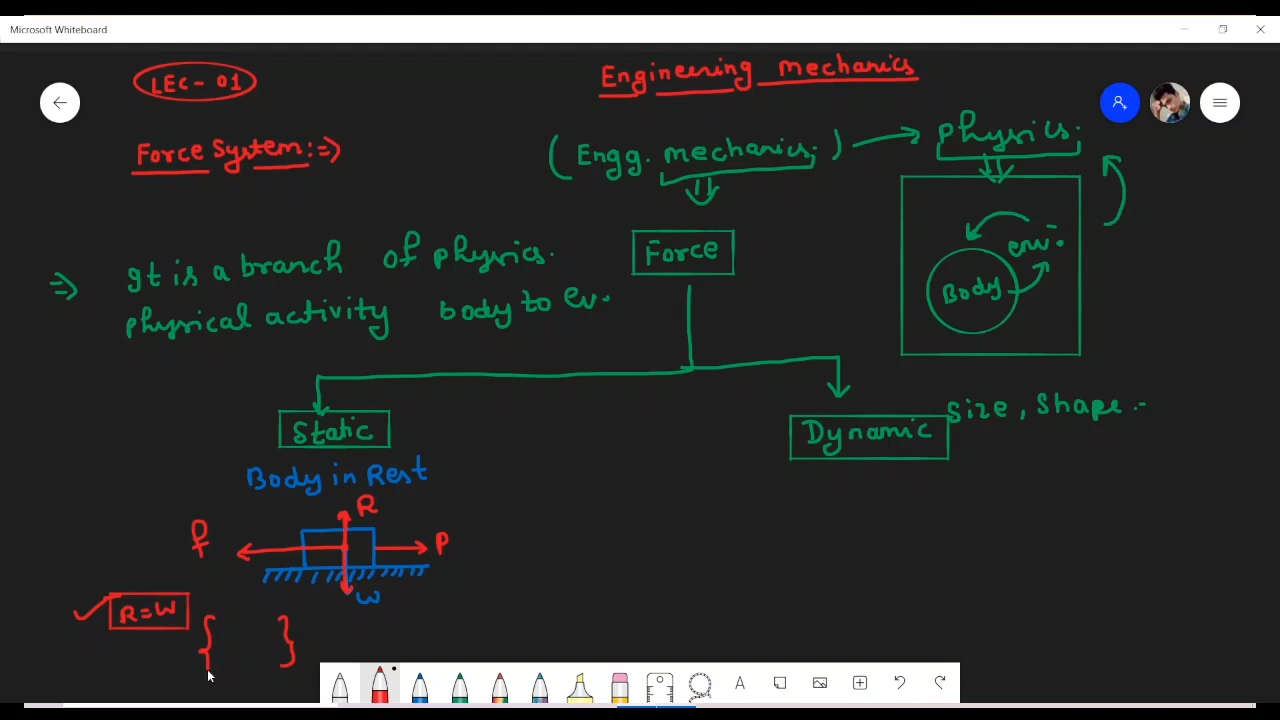 Microsoft Whiteboard
LEC-01
Engineering mechanics
Force System:⇒
(Engg. mechanics.) → physics.
Force
env.
Body
⇒ It is a branch of physics.
physical activity body to Ev.
Static
Dynamic
Size, Shape.
Body in Rest
R
f
P
W
R=W
{ }
A